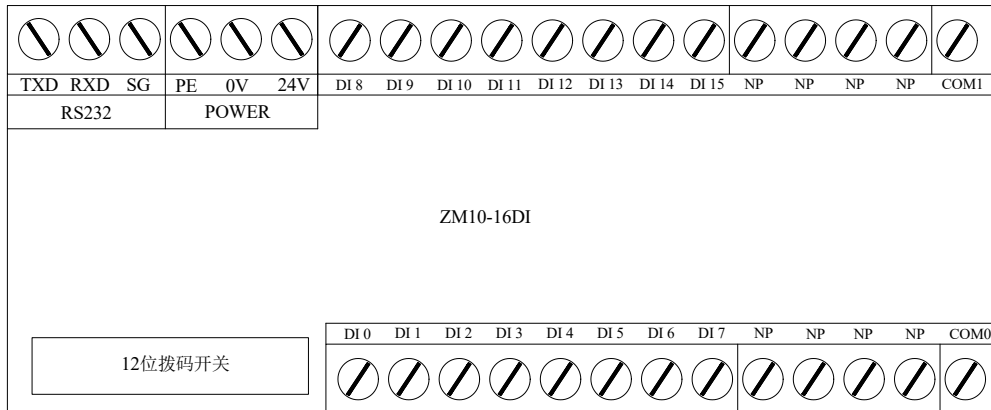 TXD RXD SG PE 0V 24V DI 8 DI 9 DI 10 DI 11 DI 12 DI 13 DI 14 DI 15 NP NP NP NP COM1
RS232 POWER
ZM10-16DI
DI 0 DI 1 DI 2 DI 3 DI 4 DI 5 DI 6 DI 7 NP NP NP NP COM0
12位拨码开关